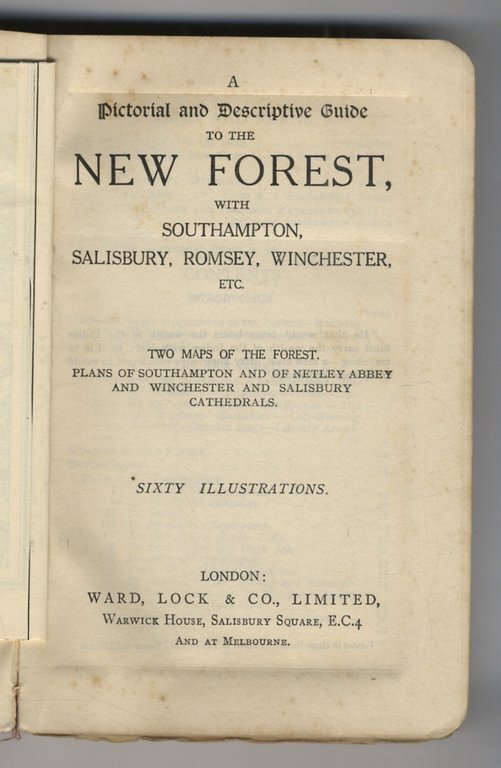 A
Pictorial and Descriptive Guide
TO THE
NEW FOREST,
WITH
SOUTHAMPTON,
SALISBURY, ROMSEY, WINCHESTER,
ETC.
TWO MAPS OF THE FOREST.
PLANS OF SOUTHAMPTON AND OF NETLEY ABBEY
AND WINCHESTER AND SALISBURY
CATHEDRALS.
SIXTY ILLUSTRATIONS.
LONDON:
WARD, LOCK & CO., LIMITED,
WARWICK HOUSE, SALISBURY SQUARE, E.C.4
AND AT MELBOURNE.